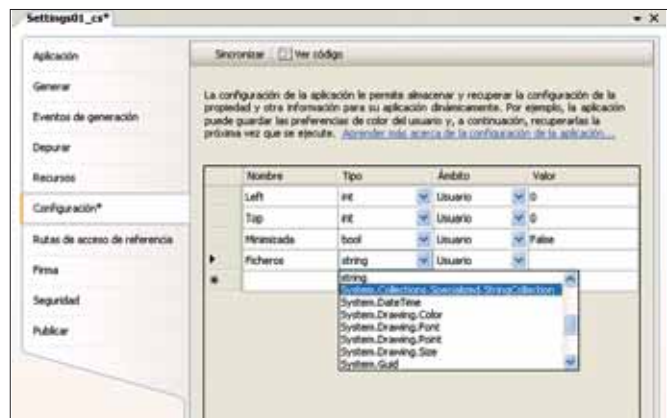 Settings01_cs*
Aplicación
Generar
Eventos de generación
Depurar
Recursos
Configuración*
Rutas de acceso de referencia
Firma
Seguridad
Publicar
Sincronizar Ver código
La configuración de la aplicación le permite almacenar y recuperar la configuración de la
propiedad y otra información para su aplicación dinámicamente. Por ejemplo, la aplicación
puede guardar las preferencias de color del usuario y, a continuación, recuperarlas la
próxima vez que se ejecute. Aprender más acerca de la configuración de la aplicación...
Nombre Tipo Ámbito Valor
Left int Usuario 0
Top int Usuario 0
Minimizada bool Usuario False
Ficheros string Usuario
string
System.Collections.Specialized.StringCollection
System.DateTime
System.Drawing.Color
System.Drawing.Font
System.Drawing.Point
System.Drawing.Size
System.Guid